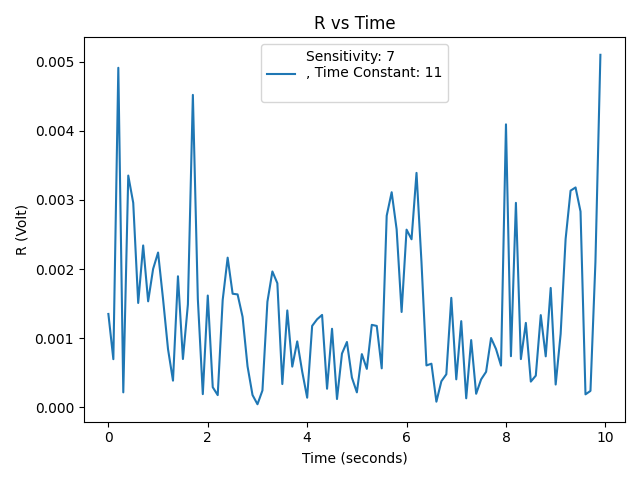 R vs Time
Sensitivity: 7
, Time Constant: 11
0.005
0.004
0.003
0.002
0.001
0.000
R (Volt)
0 2 4 6 8 10
Time (seconds)